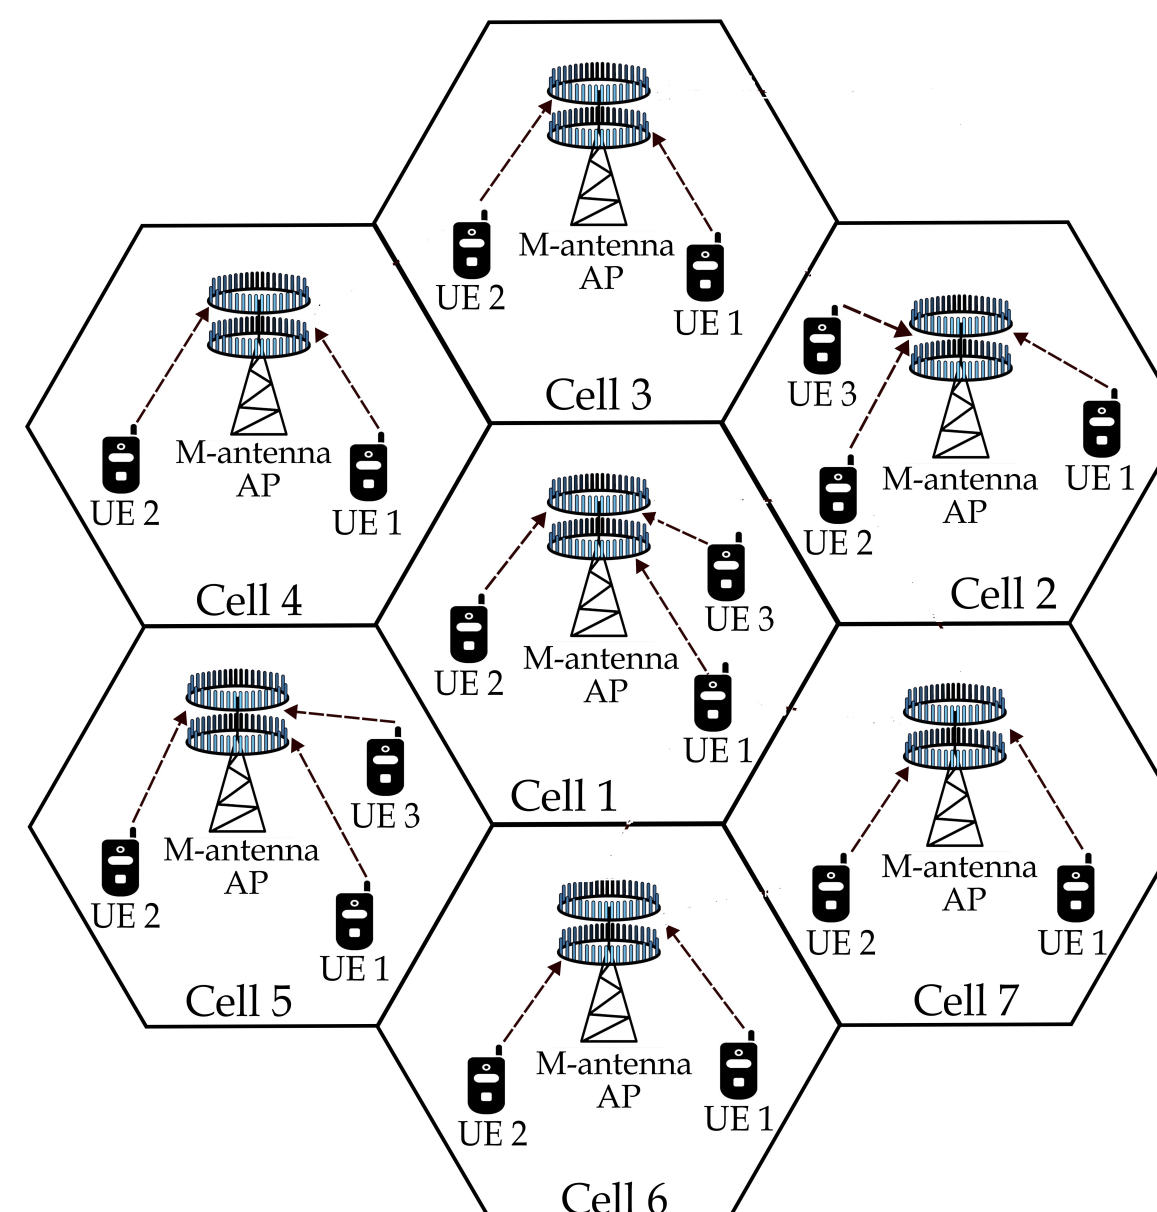 M-antenna
AP
UE 2
UE 1
Cell 3
M-antenna
AP
UE 2
UE 1
Cell 4
UE 3
M-antenna
AP
UE 1
UE 2
Cell 2
UE 3
M-antenna
AP
UE 2
UE 1
Cell 1
UE 3
M-antenna
AP
UE 2
UE 1
Cell 5
M-antenna
AP
UE 2
UE 1
Cell 7
M-antenna
AP
UE 2
UE 1
Cell 6